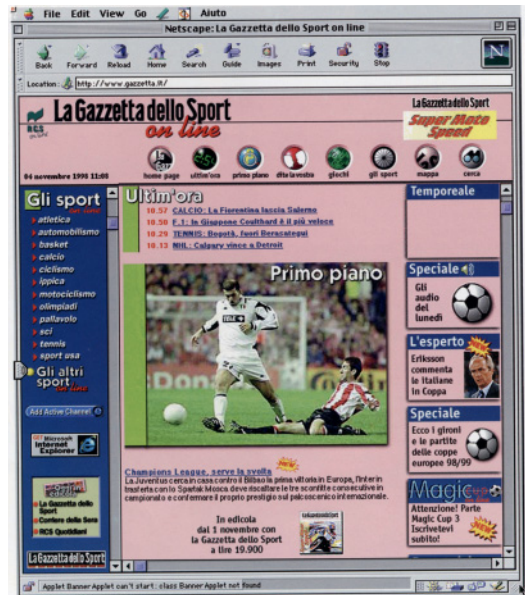 File Edit View Go Aiuto
Netscape: La Gazzetta dello Sport on line
Back Forward Reload Home Search Guide Images Print Security Stop
N
Location: http://www.gazzetta.it/
La Gazzetta dello Sport
on line
RCS
La Gazzetta dello Sport
Super Moto
Speed
04 novembre 1998 11:08
home page ultim'ora primo piano dite la vostra giochi gli sport mappa cerca
Gli sport
on line
atletica
automobilismo
basket
calcio
ciclismo
ippica
motociclismo
olimpiadi
pallavolo
sci
tennis
sport usa
Gli altri
sport
on line
Add Active Channel
GET Microsoft
Internet
Explorer
La Gazzetta dello
Sport
Corriere della Sera
RCS Quotidiani
La Gazzetta dello Sport
Ultim'ora
10.57 CALCIO: La Fiorentina lascia Salerno
10.50 F.1: In Giappone Coulthard è il più veloce
10.29 TENNIS: Bogotà, fuori Berasategui
10.13 NHL: Calgary vince a Detroit
Primo piano
Champions League, serve la svolta
new
La Juventus cerca in casa contro il Bilbao la prima vittoria in Europa, l'Inter in
trasferta con lo Spartak Mosca deve riscattare le tre sconfitte consecutive in
campionato e confermare il proprio prestigio sul palcoscenico internazionale.
In edicola
dal 1 novembre con
la Gazzetta dello Sport
a lire 19.900
Temporeale
Speciale
Gli
audio
del
lunedì
L'esperto
Eriksson
commenta
le italiane
in Coppa
Speciale
Ecco i gironi
e le partite
delle coppe
europee 98/99
Magic Cup
Attenzione! Parte
Magic Cup 3
Iscrivetevi
subito!
Applet BannerApplet can't start: class BannerApplet not found